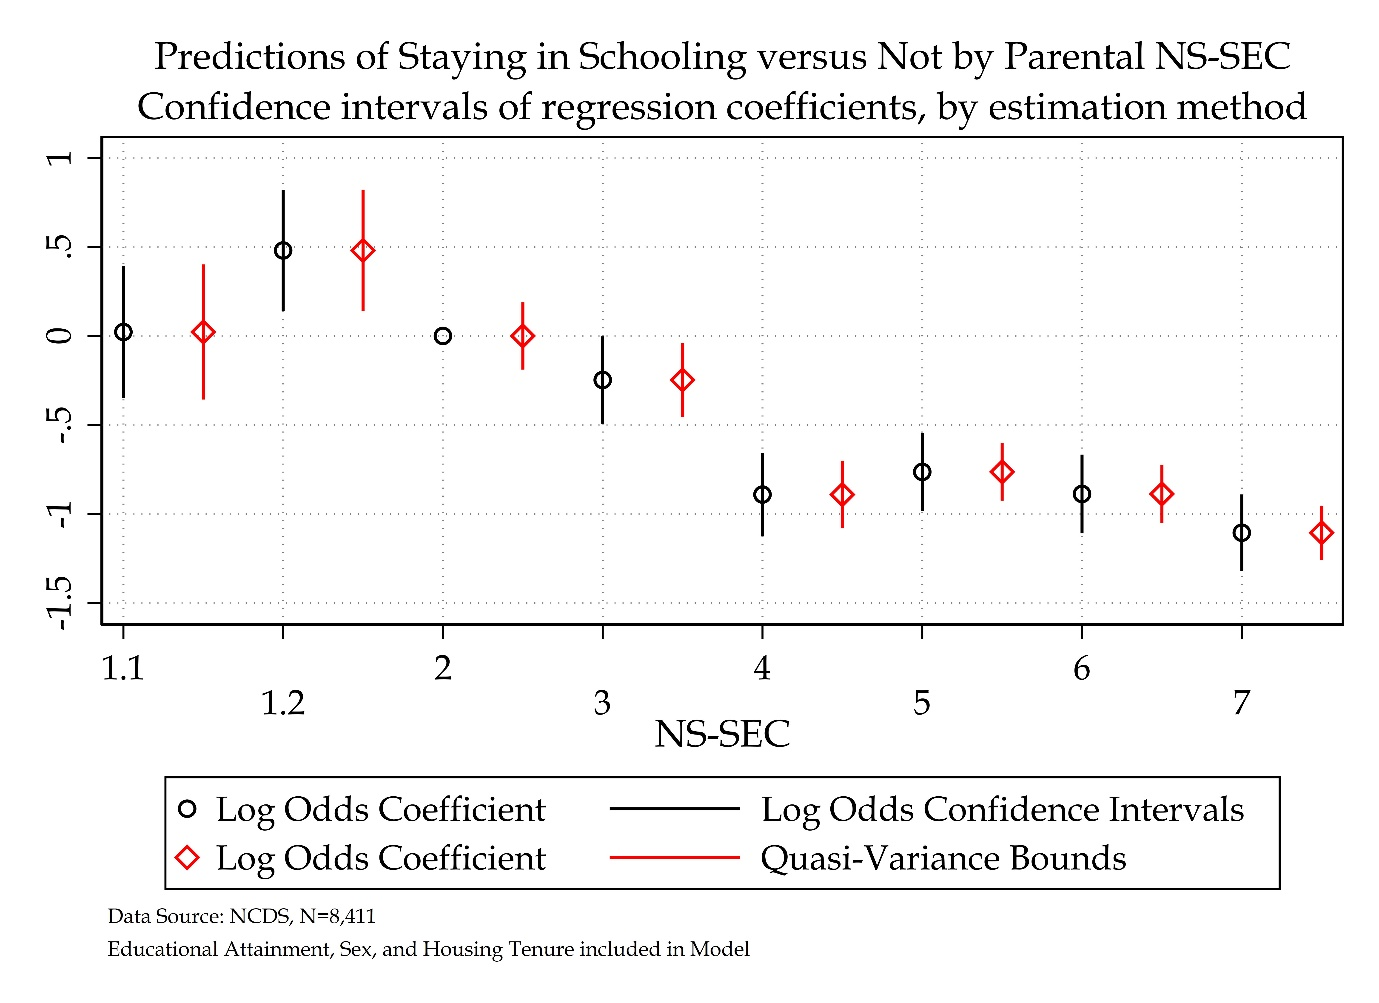 Predictions of Staying in Schooling versus Not by Parental NS-SEC
Confidence intervals of regression coefficients, by estimation method
1
.5
0
-.5
-1
-1.5
1.1
1.2
2
3
4
5
6
7
NS-SEC
Log Odds Coefficient
Log Odds Confidence Intervals
Log Odds Coefficient
Quasi-Variance Bounds
Data Source: NCDS, N=8,411
Educational Attainment, Sex, and Housing Tenure included in Model